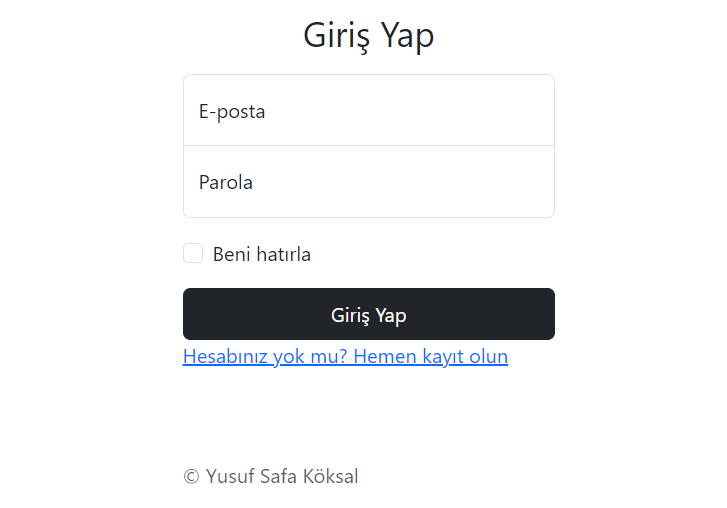 Giriş Yap
E-posta
Parola
Beni hatırla
Giriş Yap
Hesabınız yok mu? Hemen kayıt olun
© Yusuf Safa Köksal